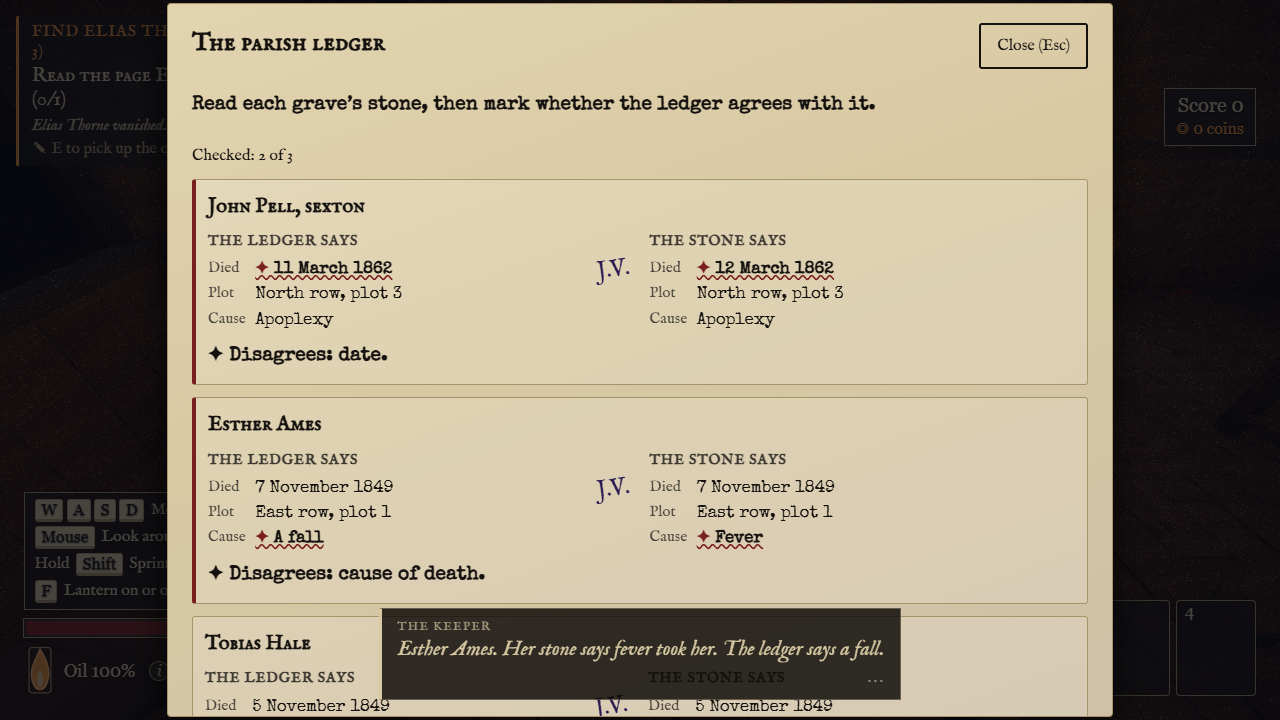 FIND ELIAS TH
3)
READ THE PAGE E
(0/1)
Elias Thorne vanished.
E to pick up the o
The parish ledger
Close (Esc)
Read each grave's stone, then mark whether the ledger agrees with it.
Score 0
0 coins
Checked: 2 of 3
John Pell, sexton
THE LEDGER SAYS
Died ✦ 11 March 1862
Plot North row, plot 3
Cause Apoplexy
J.V.
THE STONE SAYS
Died ✦ 12 March 1862
Plot North row, plot 3
Cause Apoplexy
✦ Disagrees: date.
Esther Ames
THE LEDGER SAYS
Died 7 November 1849
Plot East row, plot 1
Cause ✦ A fall
J.V.
THE STONE SAYS
Died 7 November 1849
Plot East row, plot 1
Cause ✦ Fever
✦ Disagrees: cause of death.
W A S D M
Mouse Look arou
Hold Shift Sprin
F Lantern on or o
Oil 100% i
4
Tobias Hale
THE LEDGER SAYS
Died 5 November 1849
J.V.
THE STONE SAYS
Died 5 November 1849
THE KEEPER
Esther Ames. Her stone says fever took her. The ledger says a fall.
...